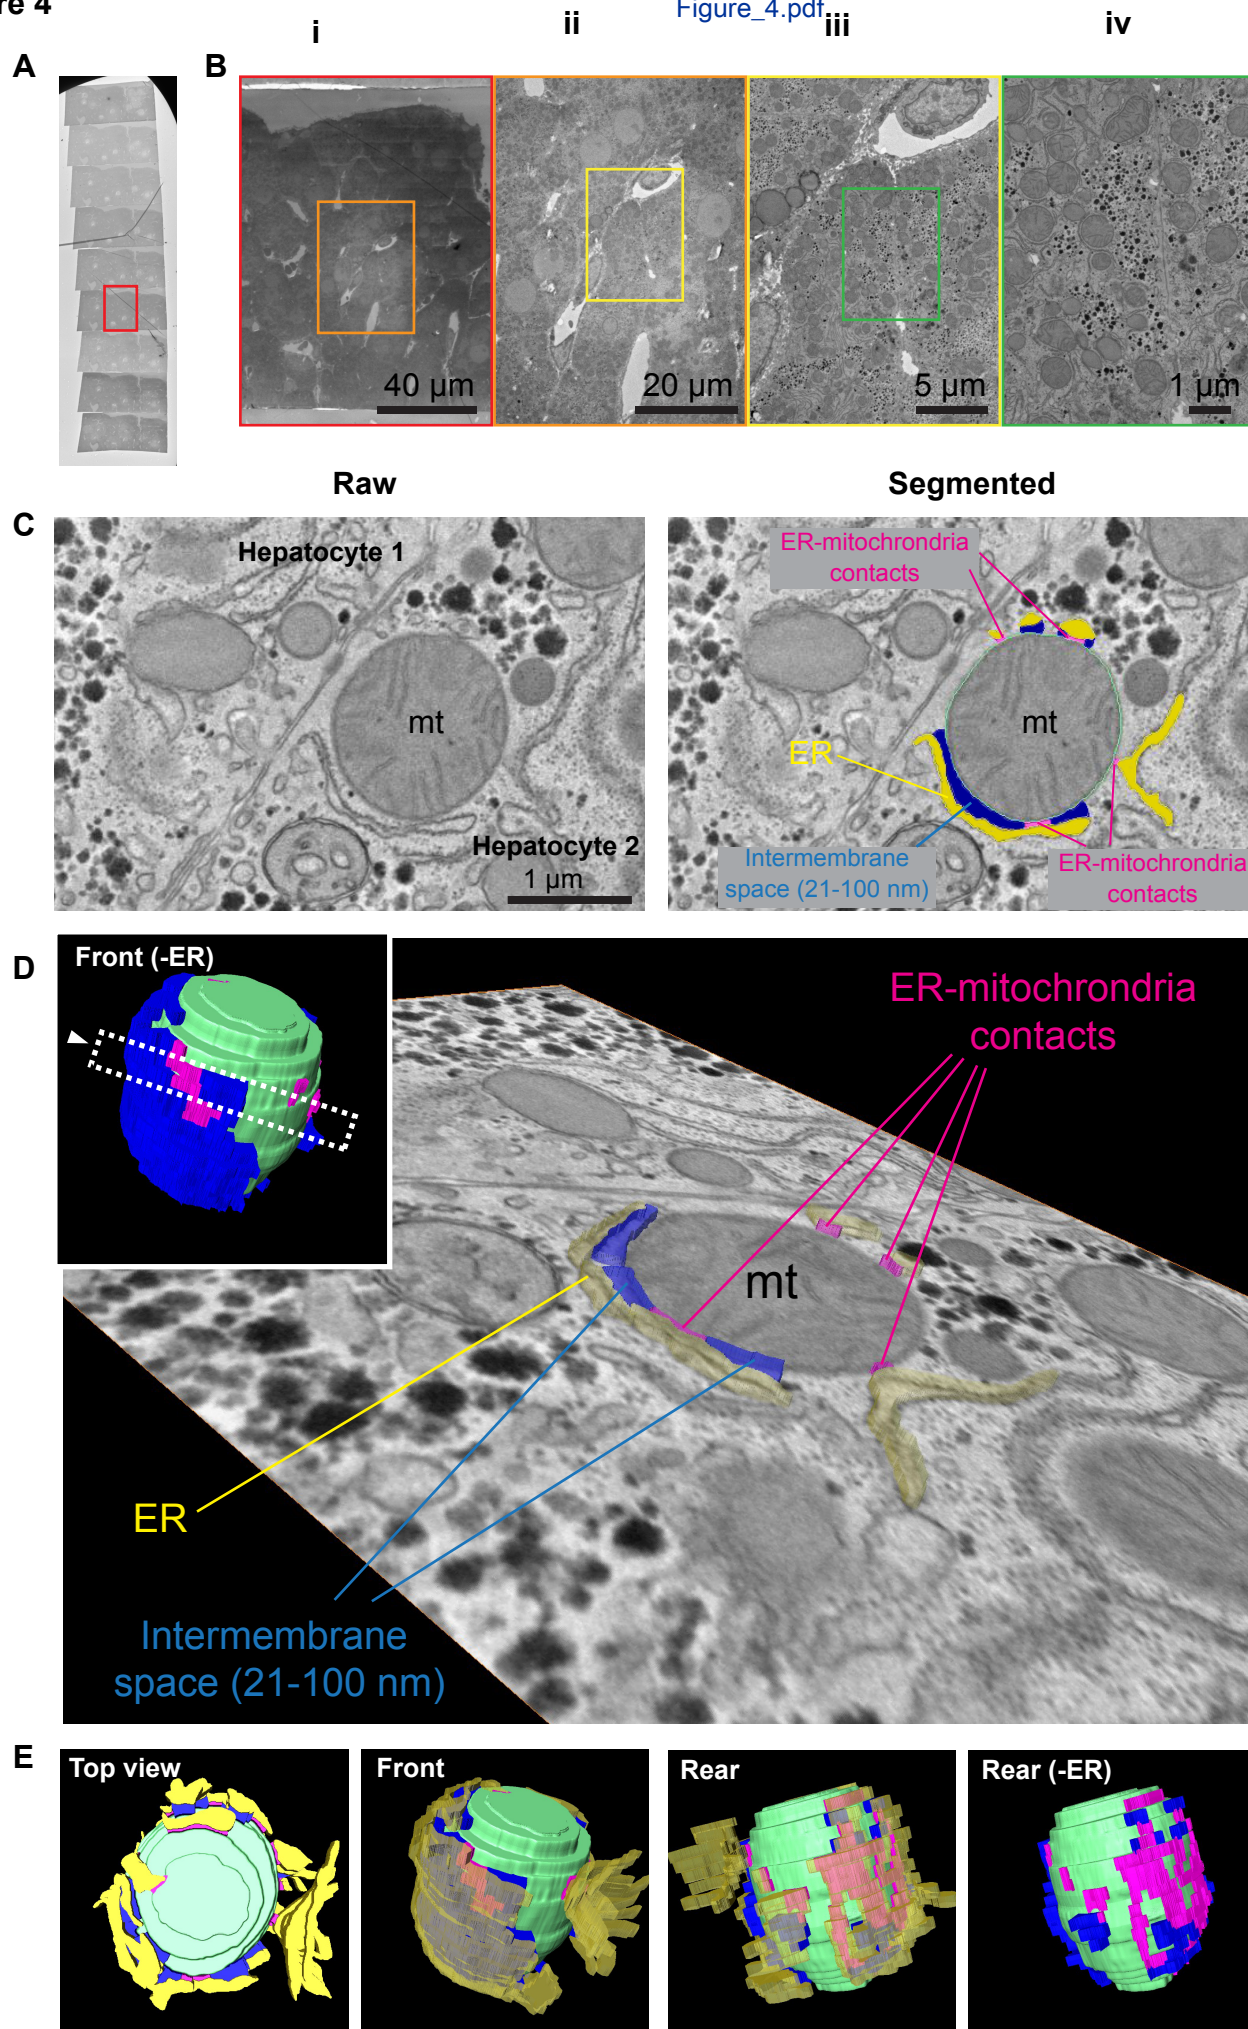 re 4
Figure_4.pdf
i
ii
iii
iv
A
B
40 μm
20 μm
5 μm
1 μm
Raw
Segmented
C
Hepatocyte 1
mt
Hepatocyte 2
1 μm
ER-mitochrondria
contacts
mt
ER
Intermembrane
space (21-100 nm)
ER-mitochrondria
contacts
D
Front (-ER)
ER-mitochrondria
contacts
mt
ER
Intermembrane
space (21-100 nm)
E
Top view
Front
Rear
Rear (-ER)